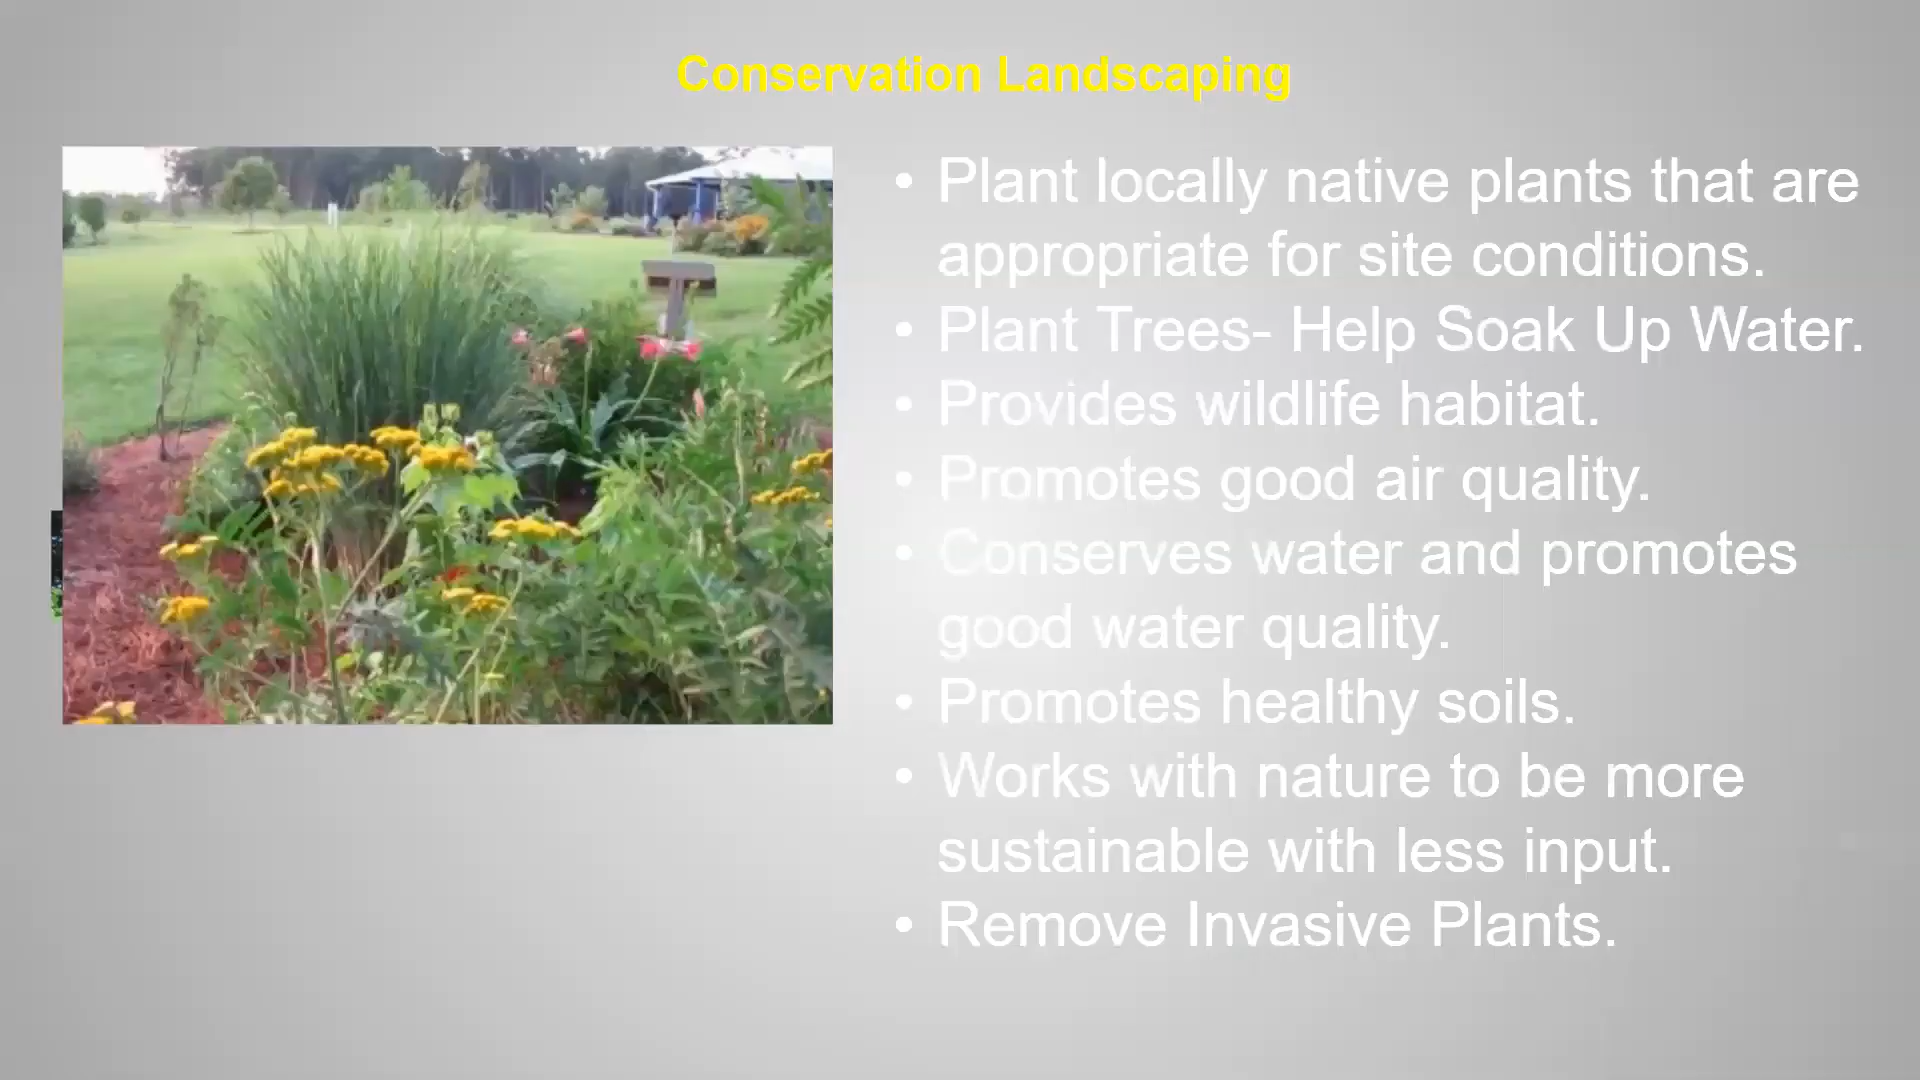 Conservation Landscaping
• Plant locally native plants that are
appropriate for site conditions.
• Plant Trees- Help Soak Up Water.
• Provides wildlife habitat.
• Promotes good air quality.
• Conserves water and promotes
good water quality.
• Promotes healthy soils.
• Works with nature to be more
sustainable with less input.
• Remove Invasive Plants.